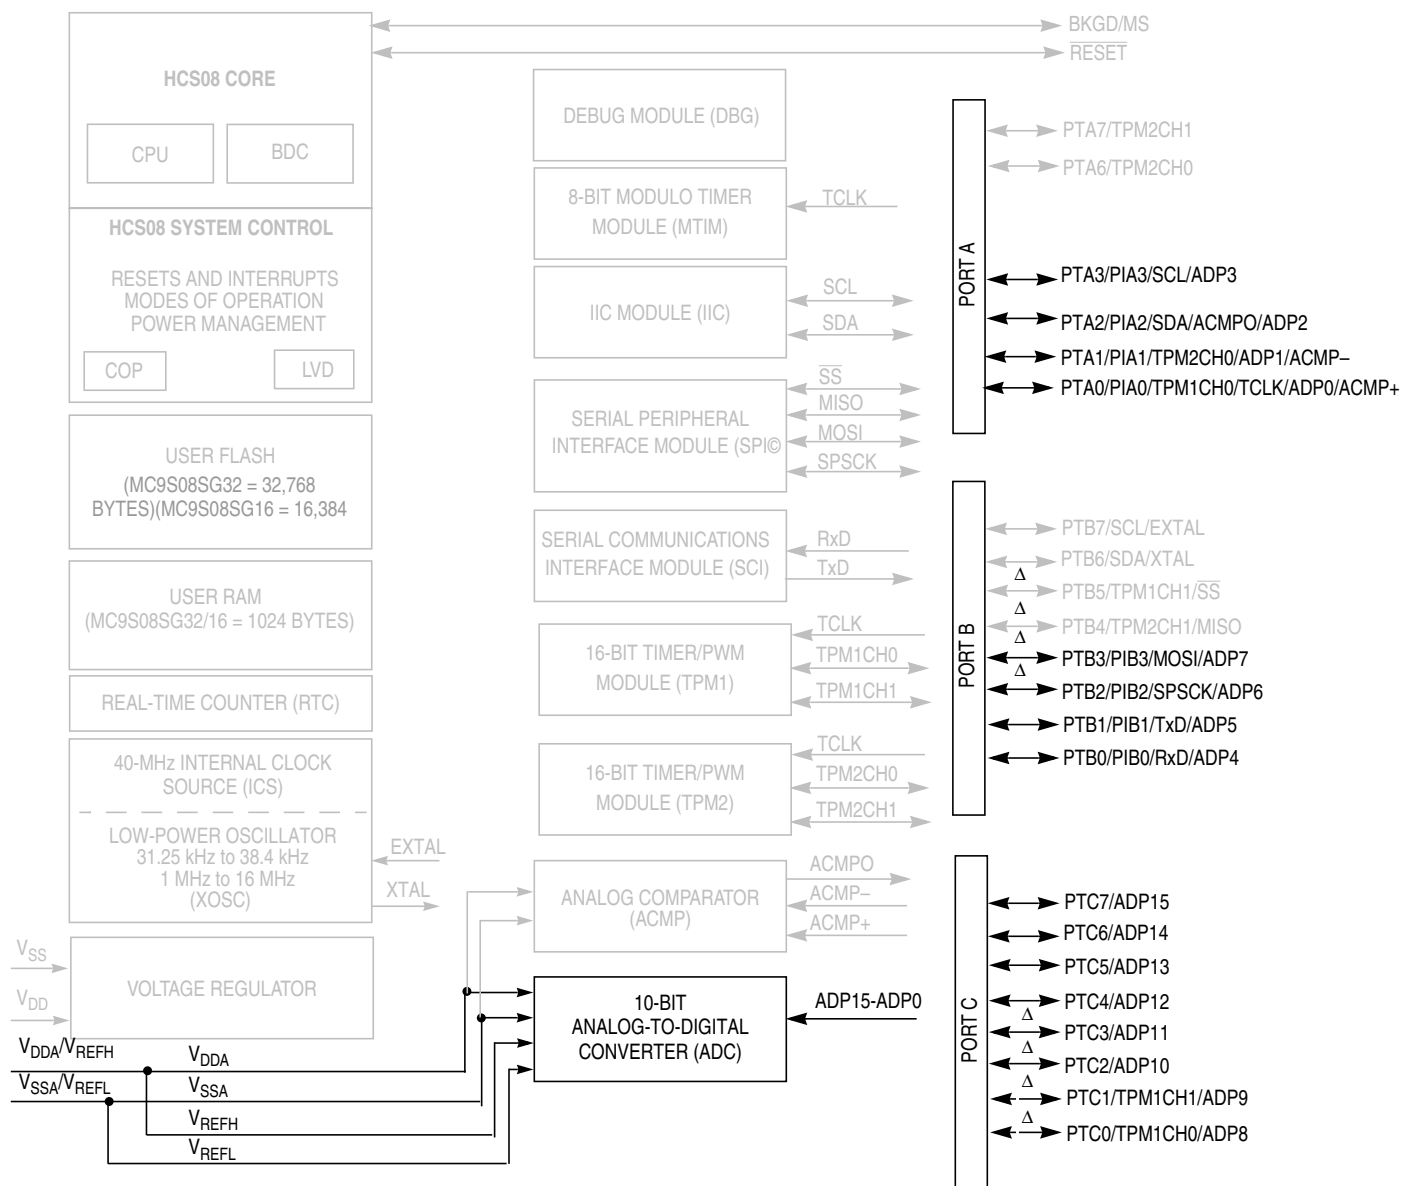 BKGD/MS
RESET
HCS08 CORE
CPU
BDC
HCS08 SYSTEM CONTROL
RESETS AND INTERRUPTS
MODES OF OPERATION
POWER MANAGEMENT
COP
LVD
USER FLASH
(MC9S08SG32 = 32,768
BYTES)(MC9S08SG16 = 16,384
USER RAM
(MC9S08SG32/16 = 1024 BYTES)
REAL-TIME COUNTER (RTC)
40-MHz INTERNAL CLOCK
SOURCE (ICS)
LOW-POWER OSCILLATOR
31.25 kHz to 38.4 kHz
1 MHz to 16 MHz
(XOSC)
EXTAL
XTAL
VSS
VDD
VOLTAGE REGULATOR
VDDA/VREFH
VDDA
VSSA/VREFL
VSSA
VREFH
VREFL
DEBUG MODULE (DBG)
8-BIT MODULO TIMER
MODULE (MTIM)
TCLK
IIC MODULE (IIC)
SCL
SDA
SERIAL PERIPHERAL
INTERFACE MODULE (SPI©
SS
MISO
MOSI
SPSCK
SERIAL COMMUNICATIONS
INTERFACE MODULE (SCI)
RxD
TxD
16-BIT TIMER/PWM
MODULE (TPM1)
TCLK
TPM1CH0
TPM1CH1
16-BIT TIMER/PWM
MODULE (TPM2)
TCLK
TPM2CH0
TPM2CH1
ANALOG COMPARATOR
(ACMP)
ACMPO
ACMP–
ACMP+
10-BIT
ANALOG-TO-DIGITAL
CONVERTER (ADC)
ADP15-ADP0
PORT A
PTA7/TPM2CH1
PTA6/TPM2CH0
PTA3/PIA3/SCL/ADP3
PTA2/PIA2/SDA/ACMPO/ADP2
PTA1/PIA1/TPM2CH0/ADP1/ACMP–
PTA0/PIA0/TPM1CH0/TCLK/ADP0/ACMP+
PORT B
PTB7/SCL/EXTAL
PTB6/SDA/XTAL
Δ
PTB5/TPM1CH1/SS
Δ
PTB4/TPM2CH1/MISO
Δ
PTB3/PIB3/MOSI/ADP7
Δ
PTB2/PIB2/SPSCK/ADP6
PTB1/PIB1/TxD/ADP5
PTB0/PIB0/RxD/ADP4
PORT C
PTC7/ADP15
PTC6/ADP14
PTC5/ADP13
PTC4/ADP12
Δ
PTC3/ADP11
Δ
PTC2/ADP10
Δ
PTC1/TPM1CH1/ADP9
Δ
PTC0/TPM1CH0/ADP8